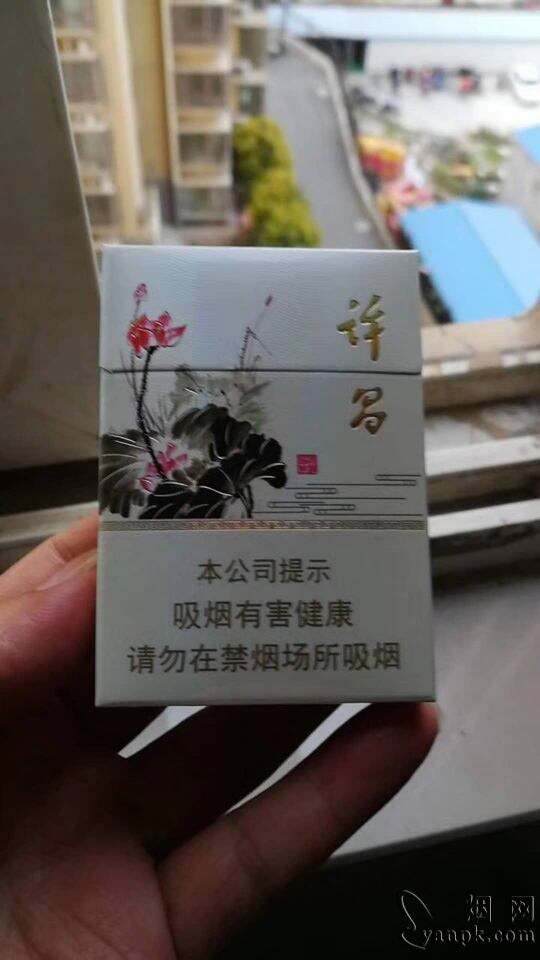 许昌
本公司提示
吸烟有害健康
请勿在禁烟场所吸烟
烟网
yanpk.com